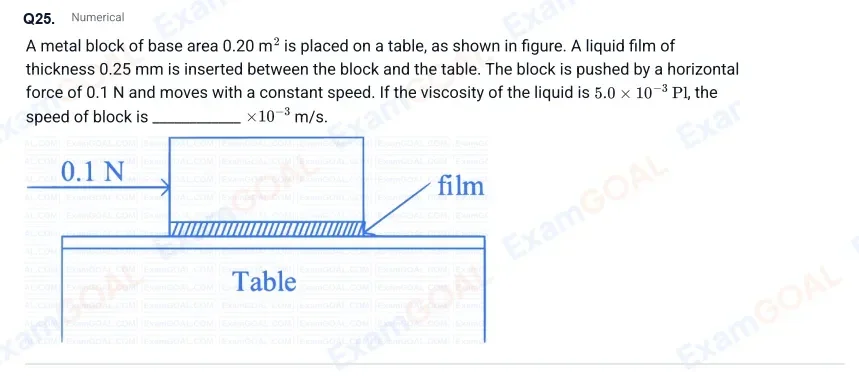 Q25. Numerical
A metal block of base area 0.20 m² is placed on a table, as shown in figure. A liquid film of
thickness 0.25 mm is inserted between the block and the table. The block is pushed by a horizontal
force of 0.1 N and moves with a constant speed. If the viscosity of the liquid is 5.0 × 10⁻³ Pl, the
speed of block is __________ ×10⁻³ m/s.
0.1 N
film
Table
ExamGOAL